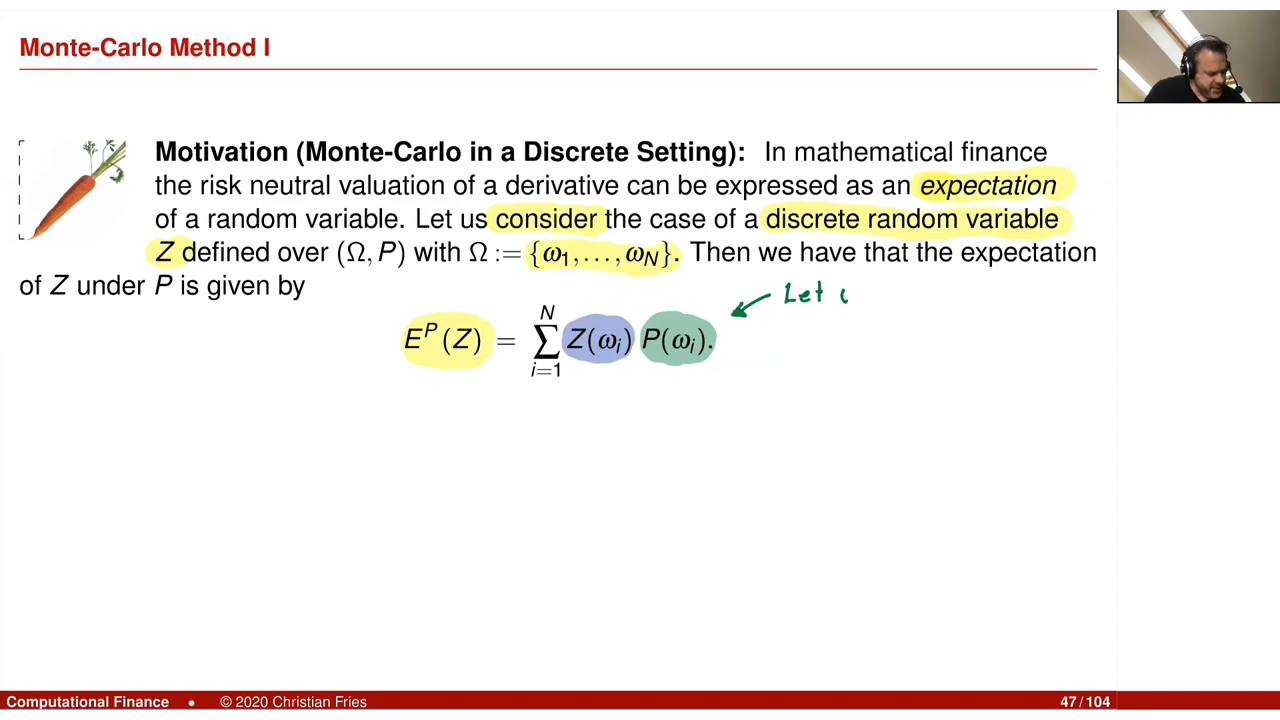 Monte-Carlo Method I
Motivation (Monte-Carlo in a Discrete Setting): In mathematical finance
the risk neutral valuation of a derivative can be expressed as an expectation
of a random variable. Let us consider the case of a discrete random variable
Z defined over (Ω, P) with Ω := {ω₁, . . . , ω_N}. Then we have that the expectation
of Z under P is given by
Let
E^P(Z) = ∑_{i=1}^{N} Z(ω_i) P(ω_i).
Computational Finance • © 2020 Christian Fries 47 / 104